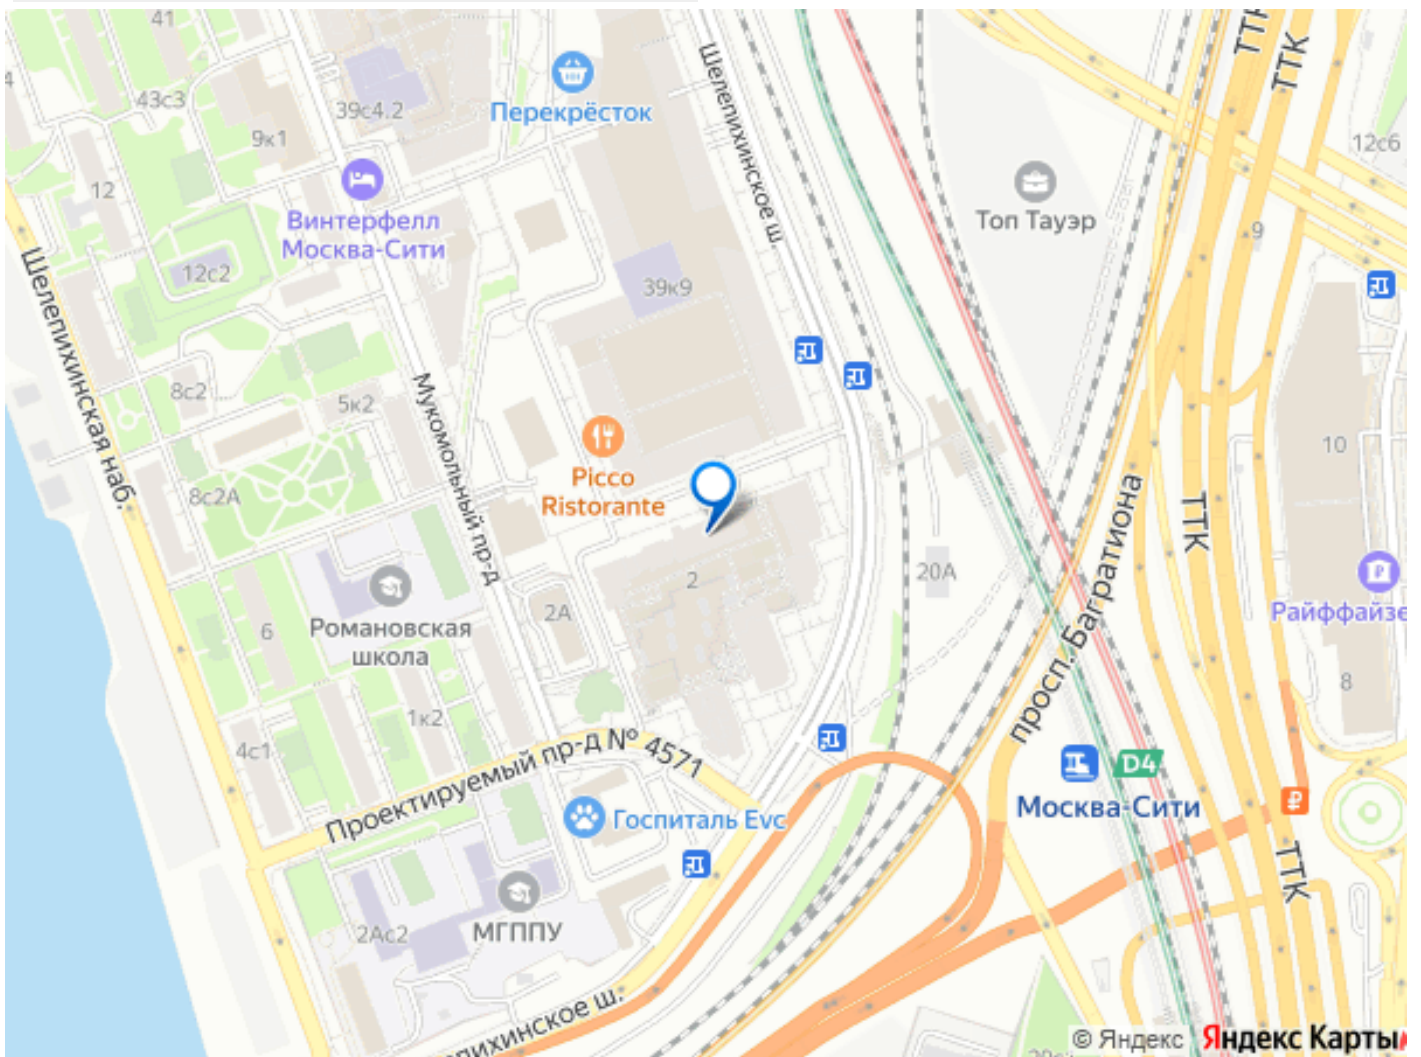 41
ТТК
ТТК
Шелепихинское ш.
43с3
39с4.2
Перекрёсток
9к1
12с6
12
Винтерфелл
Москва-Сити
Топ Тауэр
9
12с2
39к9
Шелепихинская наб.
8с2
5к2
Мукомольный пр-д
10
8с2А
Picco
Ristorante
ТТК
просп. Багратиона
2
20А
2А
Райффайзе
6
Романовская
школа
8
1к2
4с1
Проектируемый пр-д № 4571
D4
Москва-Сити
Госпиталь Evc
ТТК
2Ас2
МГППУ
лепихинское ш.
© Яндекс
Яндекс Карты